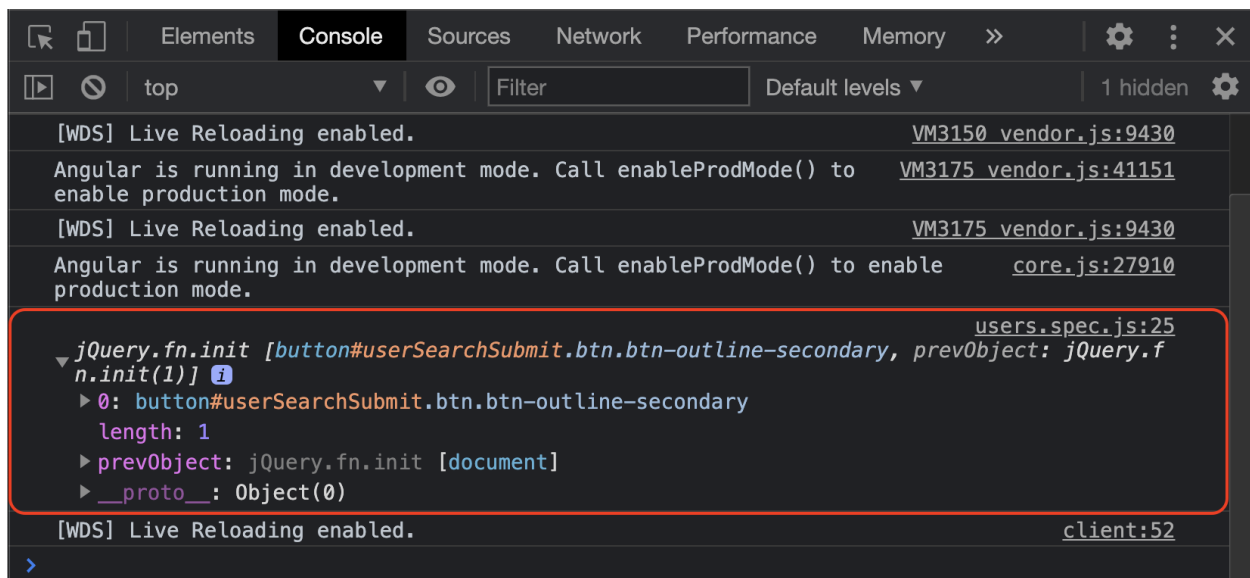 Elements Console Sources Network Performance Memory »
top ▼ Filter Default levels ▼ 1 hidden
[WDS] Live Reloading enabled. VM3150 vendor.js:9430
Angular is running in development mode. Call enableProdMode() to VM3175 vendor.js:41151
enable production mode.
[WDS] Live Reloading enabled. VM3175 vendor.js:9430
Angular is running in development mode. Call enableProdMode() to enable core.js:27910
production mode.
users.spec.js:25
▼ jQuery.fn.init [button#userSearchSubmit.btn.btn-outline-secondary, prevObject: jQuery.f
n.init(1)] i
▶ 0: button#userSearchSubmit.btn.btn-outline-secondary
length: 1
▶ prevObject: jQuery.fn.init [document]
▶ __proto__: Object(0)
[WDS] Live Reloading enabled. client:52
>